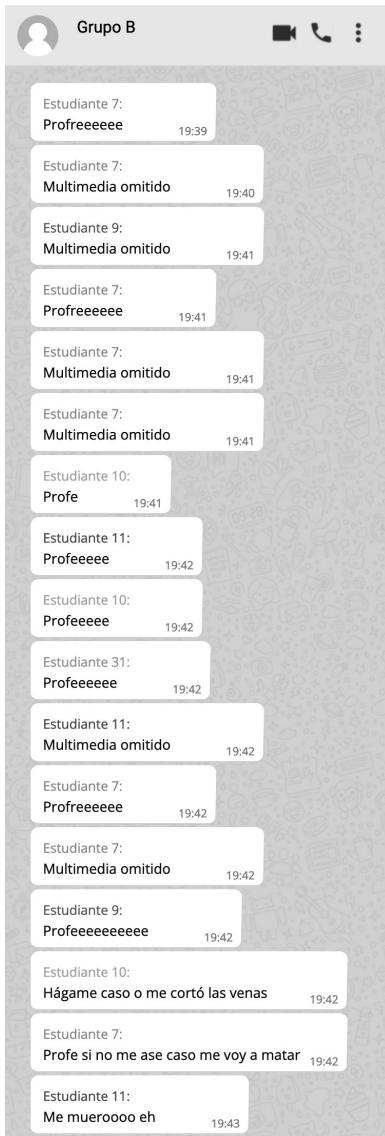 Grupo B
Estudiante 7:
Profreeeeee
19:39
Estudiante 7:
Multimedia omitido
19:40
Estudiante 9:
Multimedia omitido
19:41
Estudiante 7:
Profreeeeee
19:41
Estudiante 7:
Multimedia omitido
19:41
Estudiante 7:
Multimedia omitido
19:41
Estudiante 10:
Profe
19:41
Estudiante 11:
Profeeeee
19:42
Estudiante 10:
Profeeeee
19:42
Estudiante 31:
Profeeeeee
19:42
Estudiante 11:
Multimedia omitido
19:42
Estudiante 7:
Profreeeeee
19:42
Estudiante 7:
Multimedia omitido
19:42
Estudiante 9:
Profeeeeeeeeee
19:42
Estudiante 10:
Hágame caso o me cortó las venas
19:42
Estudiante 7:
Profe si no me ase caso me voy a matar
19:42
Estudiante 11:
Me mueroooo eh
19:43